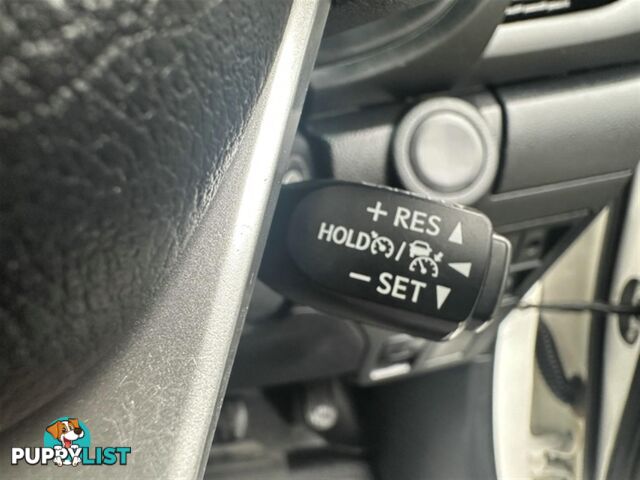 + RES
HOLD /
− SET
PUPPYLIST